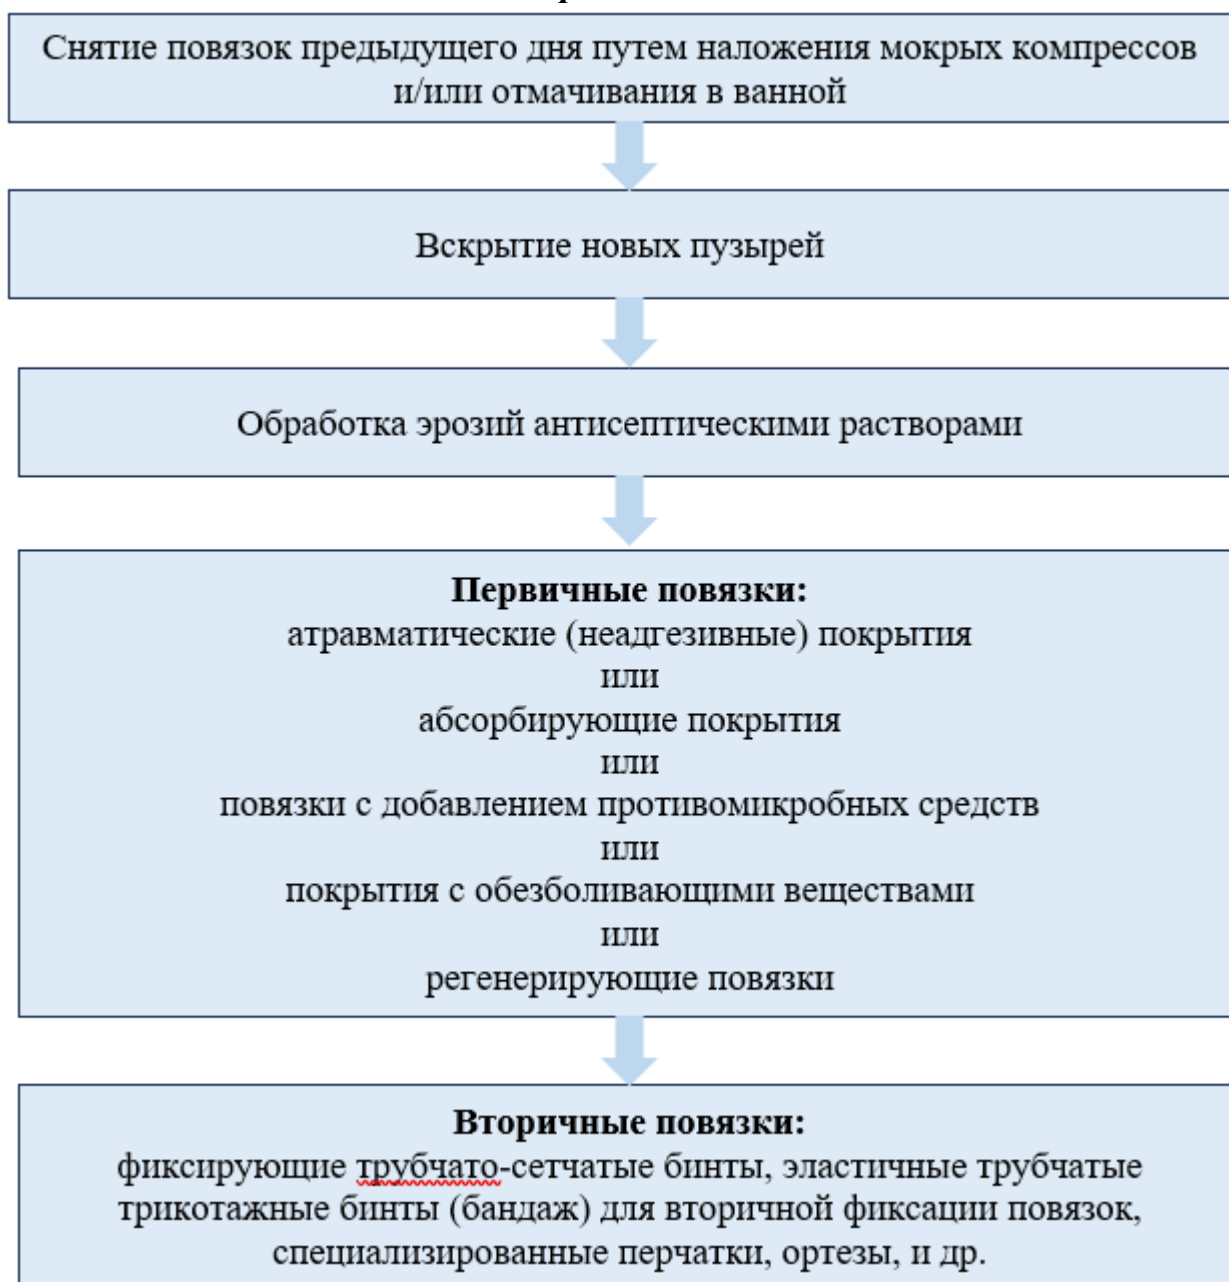 Снятие повязок предыдущего дня путем наложения мокрых компрессов
и/или отмачивания в ванной
Вскрытие новых пузырей
Обработка эрозий антисептическими растворами
Первичные повязки:
атравматические (неадгезивные) покрытия
или
абсорбирующие покрытия
или
повязки с добавлением противомикробных средств
или
покрытия с обезболивающими веществами
или
регенерирующие повязки
Вторичные повязки:
фиксирующие трубчато-сетчатые бинты, эластичные трубчатые
трикотажные бинты (бандаж) для вторичной фиксации повязок,
специализированные перчатки, ортезы, и др.